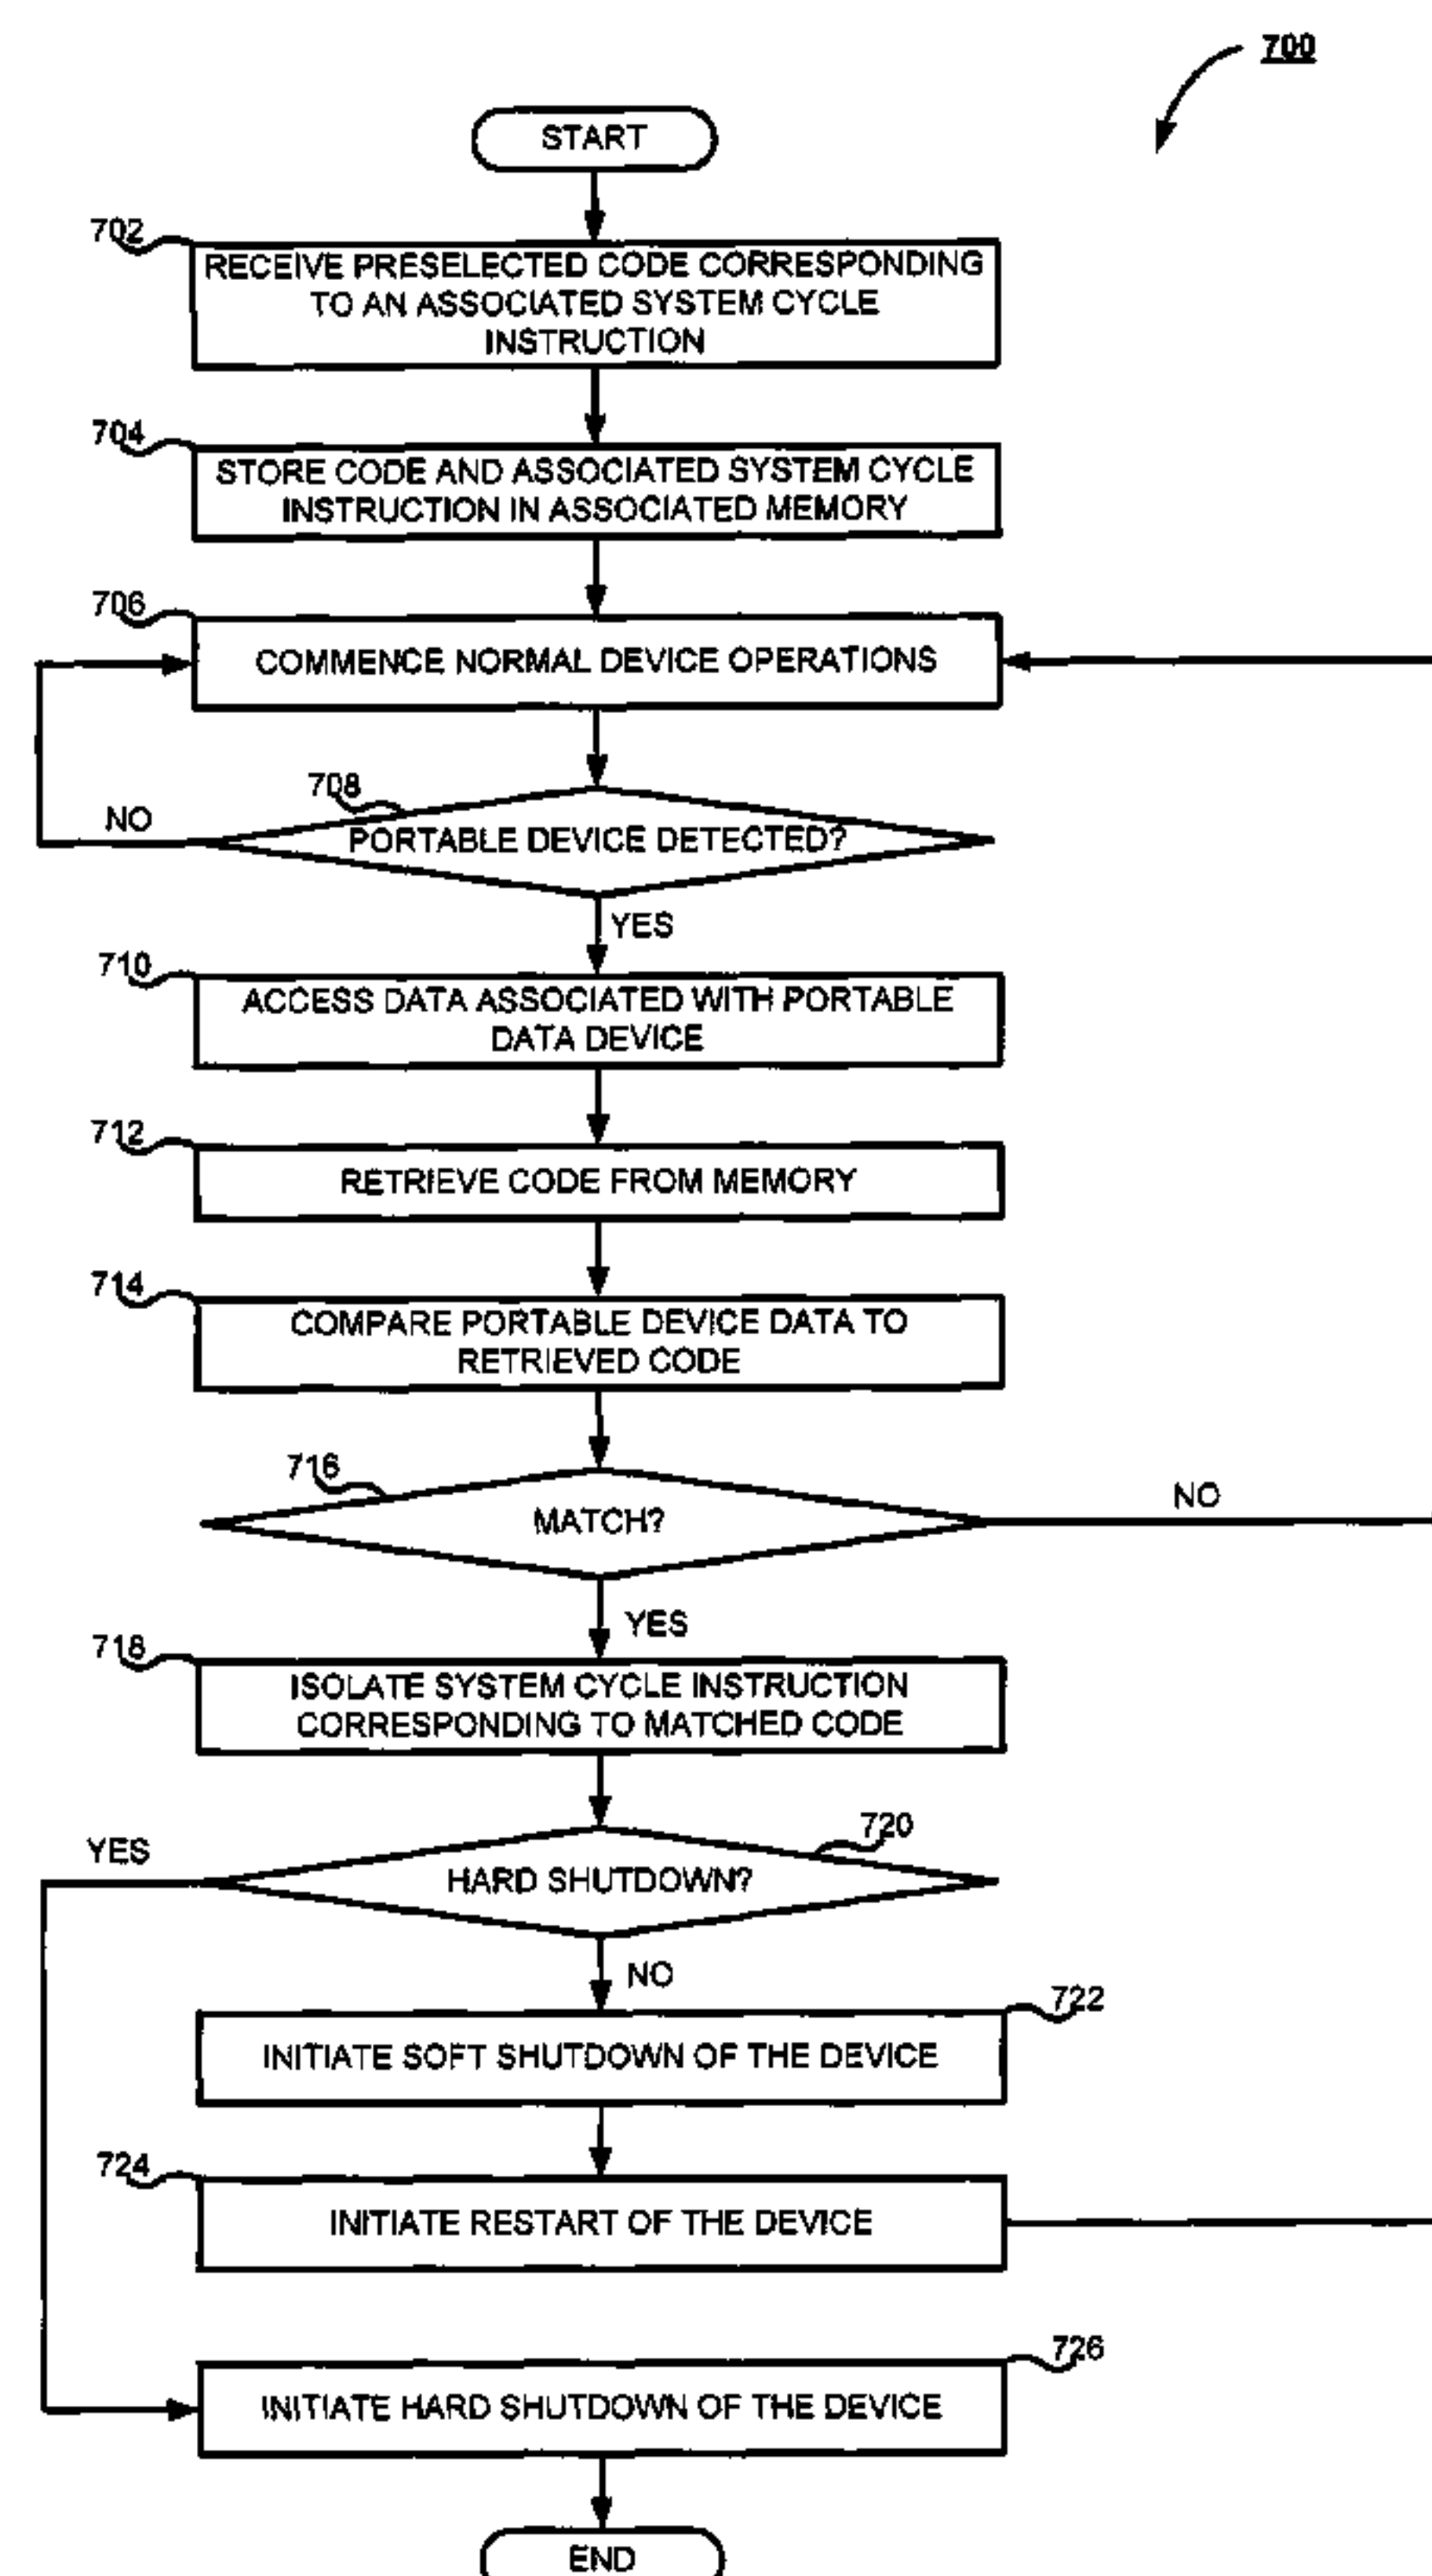 700
START
702
RECEIVE PRESELECTED CODE CORRESPONDING
TO AN ASSOCIATED SYSTEM CYCLE
INSTRUCTION
704
STORE CODE AND ASSOCIATED SYSTEM CYCLE
INSTRUCTION IN ASSOCIATED MEMORY
706
COMMENCE NORMAL DEVICE OPERATIONS
708
NO
PORTABLE DEVICE DETECTED?
YES
710
ACCESS DATA ASSOCIATED WITH PORTABLE
DATA DEVICE
712
RETRIEVE CODE FROM MEMORY
714
COMPARE PORTABLE DEVICE DATA TO
RETRIEVED CODE
716
MATCH?
NO
YES
718
ISOLATE SYSTEM CYCLE INSTRUCTION
CORRESPONDING TO MATCHED CODE
720
YES
HARD SHUTDOWN?
NO
722
INITIATE SOFT SHUTDOWN OF THE DEVICE
724
INITIATE RESTART OF THE DEVICE
726
INITIATE HARD SHUTDOWN OF THE DEVICE
END